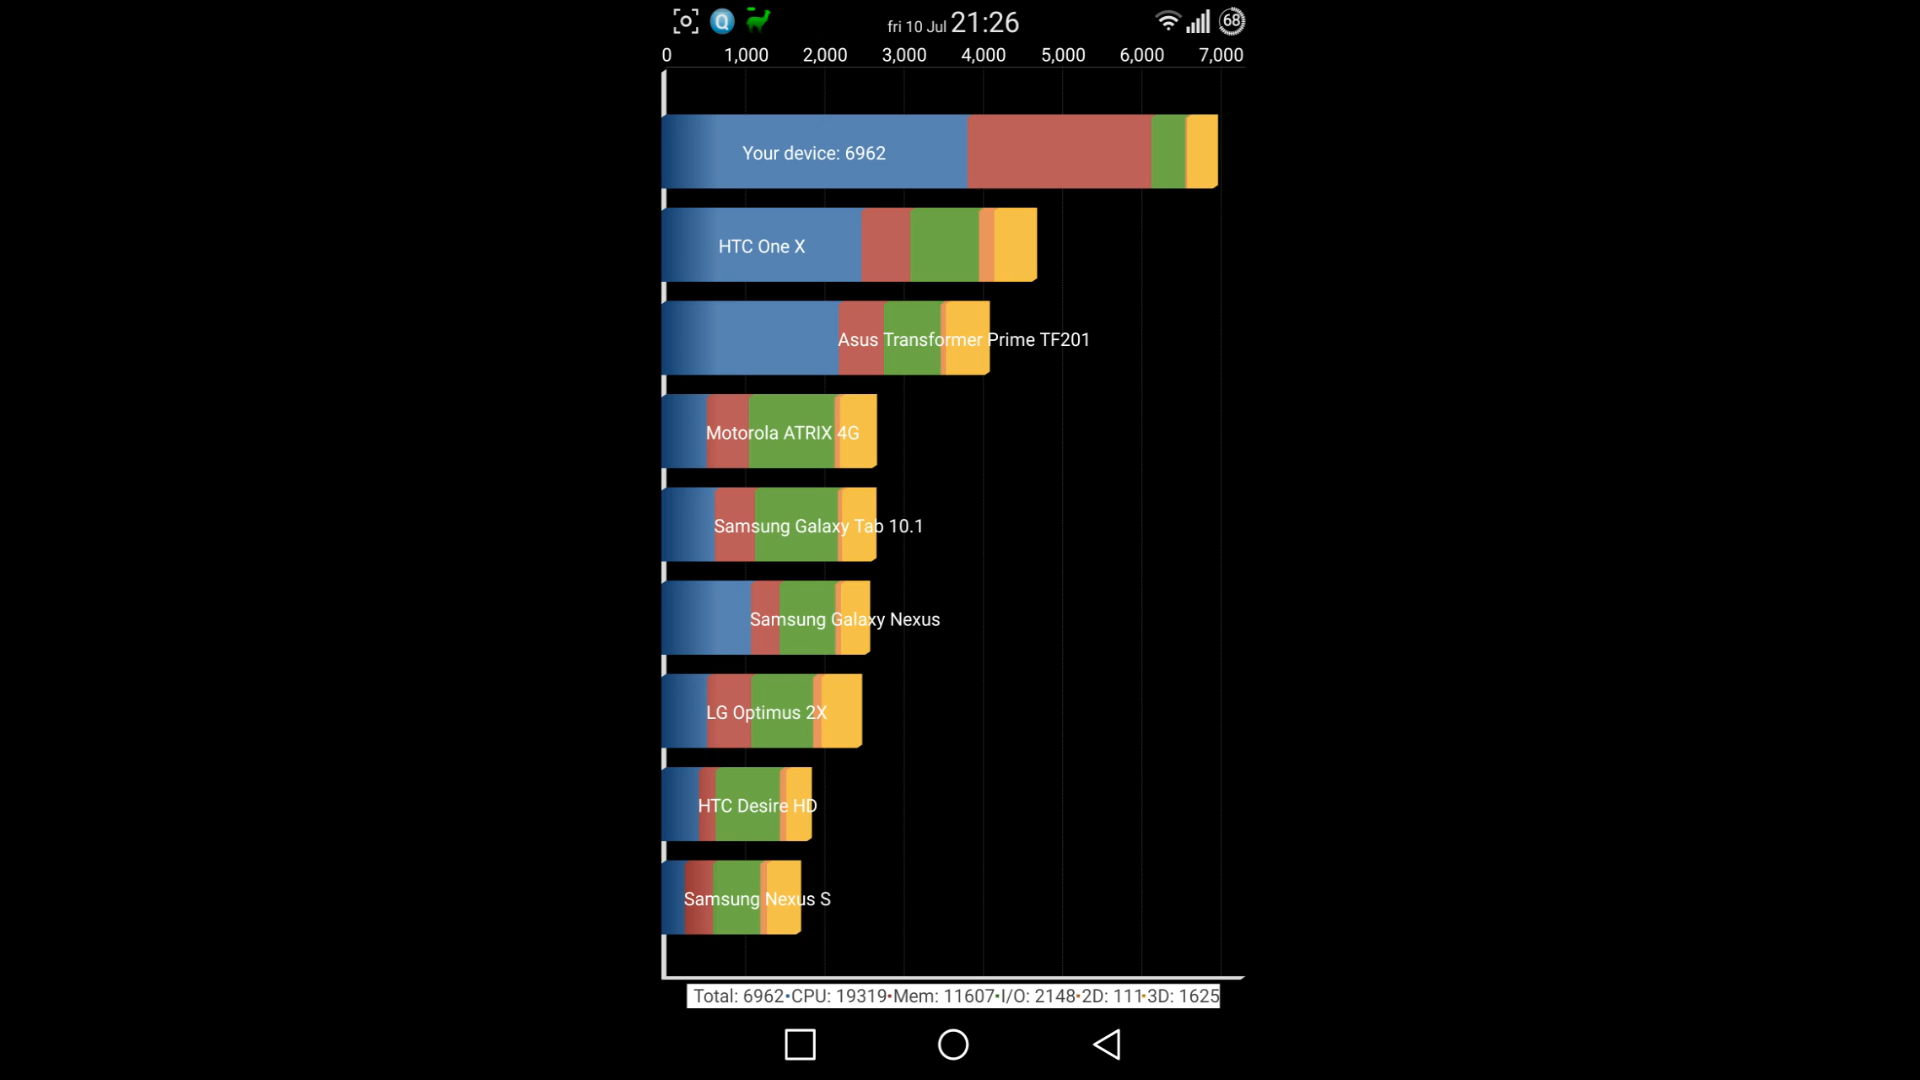 fri 10 Jul 21:26 68
0 1,000 2,000 3,000 4,000 5,000 6,000 7,000
Your device: 6962
HTC One X
Asus Transformer Prime TF201
Motorola ATRIX 4G
Samsung Galaxy Tab 10.1
Samsung Galaxy Nexus
LG Optimus 2X
HTC Desire HD
Samsung Nexus S
Total: 6962•CPU: 19319•Mem: 11607•I/O: 2148•2D: 111•3D: 1625